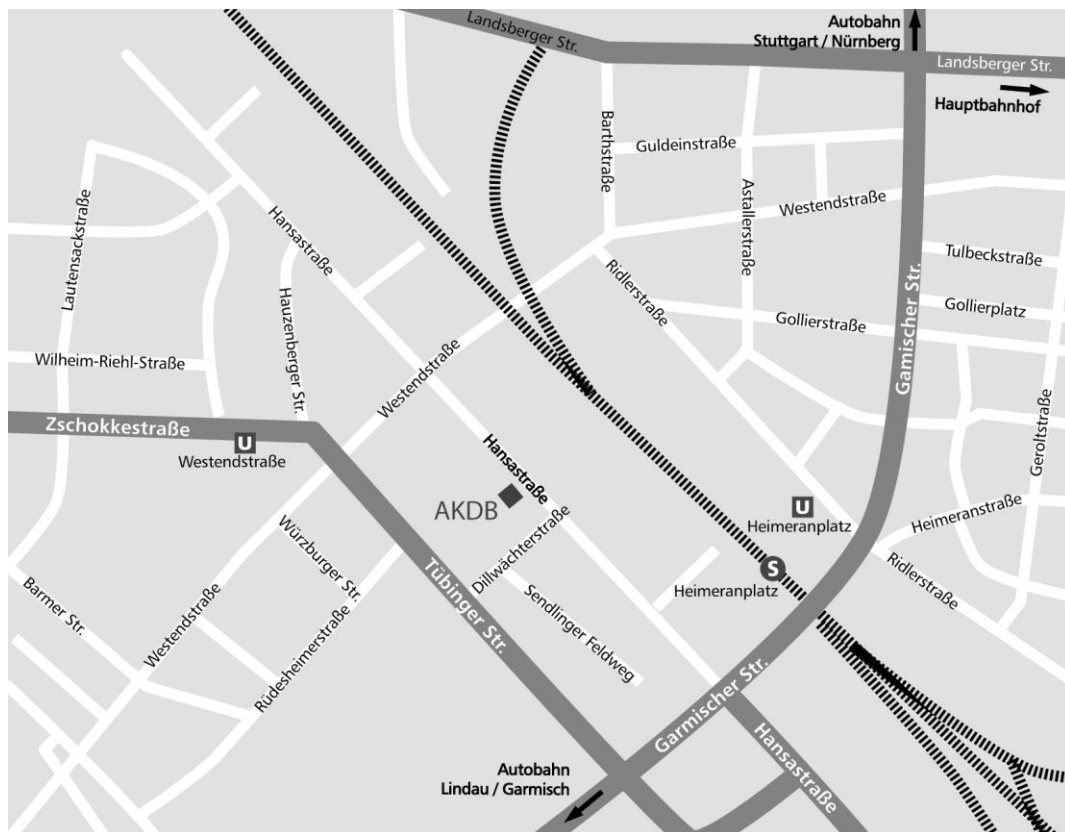 Landsberger Str.
Autobahn
Stuttgart / Nürnberg
Landsberger Str.
Hauptbahnhof
Barthstraße
Guldeinstraße
Astallerstraße
Westendstraße
Lautensackstraße
Hansastraße
Ridlerstraße
Tulbeckstraße
Gollierplatz
Gollierstraße
Gamischer Str.
Hauzenberger Str.
Wilheim-Riehl-Straße
Westendstraße
Zschokkestraße
U
Westendstraße
Hansastraße
AKDB
Geroltstraße
U
Heimeranplatz
Heimeranstraße
Dillwächterstraße
Würzburger Str.
Tübinger Str.
S
Heimeranplatz
Ridlerstraße
Barmer Str.
Westendstraße
Sendlinger Feldweg
Rüdesheimerstraße
Garmischer Str.
Hansastraße
Autobahn
Lindau / Garmisch